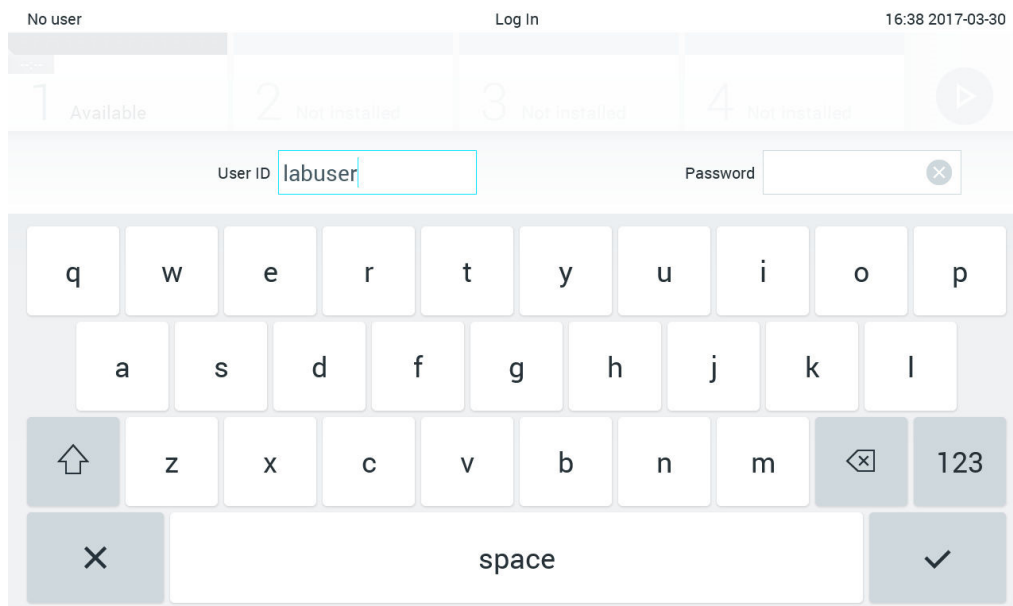 No user Log In 16:38 2017-03-30
-:-
1 Available 2 Not installed 3 Not installed 4 Not installed
User ID labuser Password
q w e r t y u i o p
a s d f g h j k l
z x c v b n m 123
space